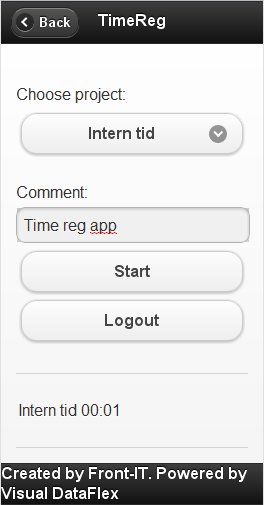 Back
TimeReg
Choose project:
Intern tid
Comment:
Time reg app
Start
Logout
Intern tid 00:01
Created by Front-IT. Powered by
Visual DataFlex